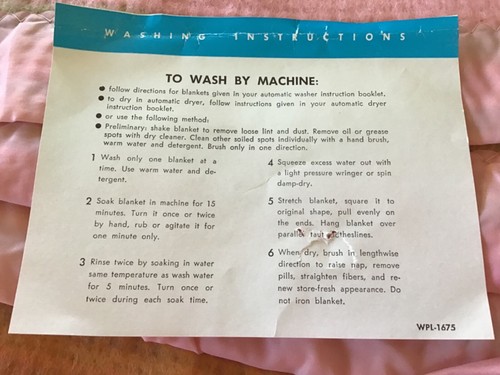 WASHING INSTRUCTIONS
TO WASH BY MACHINE:
● follow directions for blankets given in your automatic washer instruction booklet.
● to dry in automatic dryer, follow instructions given in your automatic dryer
instruction booklet.
● or use the following method:
● Preliminary: shake blanket to remove loose lint and dust. Remove oil or grease
spots with dry cleaner. Clean other soiled spots individually with a hand brush,
warm water and detergent. Brush only in one direction.
1 Wash only one blanket at a
time. Use warm water and de-
tergent.
2 Soak blanket in machine for 15
minutes. Turn it once or twice
by hand, rub or agitate it for
one minute only.
3 Rinse twice by soaking in water
same temperature as wash water
for 5 minutes. Turn once or
twice during each soak time.
4 Squeeze excess water out with
a light pressure wringer or spin
damp-dry.
5 Stretch blanket, square it to
original shape, pull evenly on
the ends. Hang blanket over
parallel taut clotheslines.
6 When dry, brush in lengthwise
direction to raise nap, remove
pills, straighten fibers, and re-
new store-fresh appearance. Do
not iron blanket.
WPL-1675